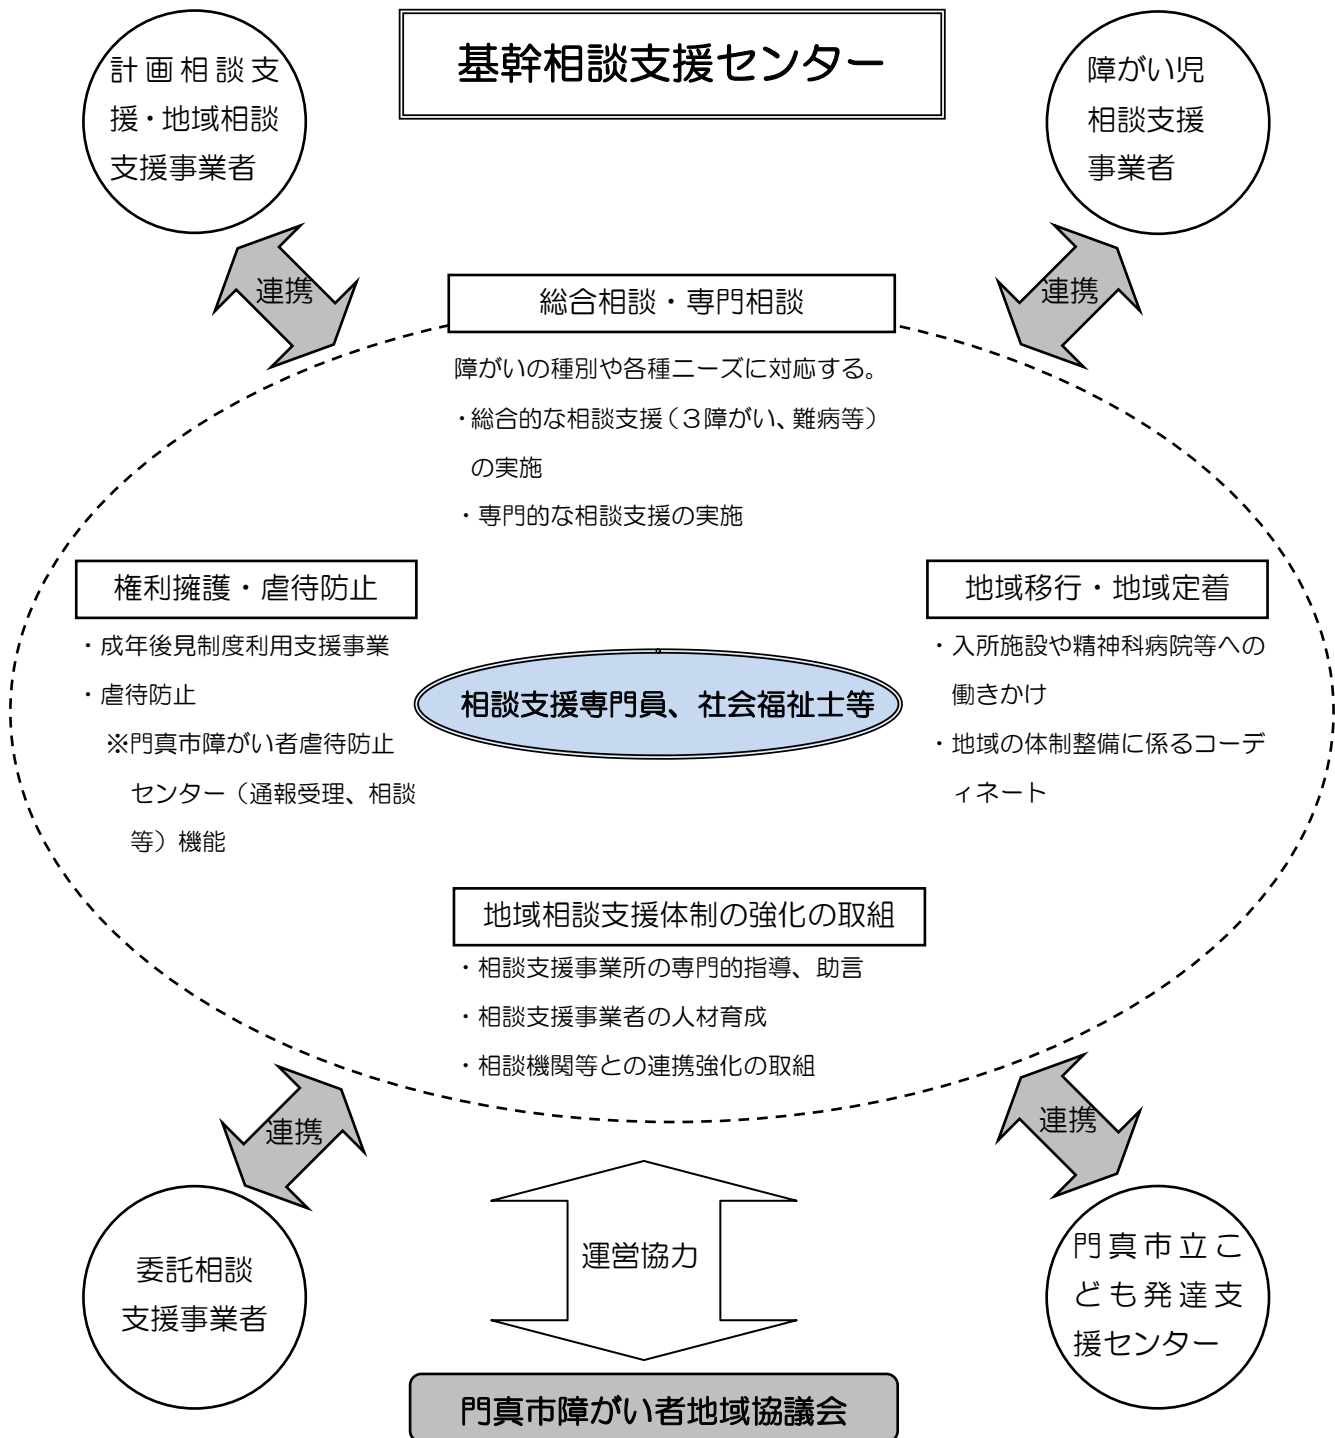 基幹相談支援センター
計画相談支
援・地域相談
支援事業者
障がい児
相談支援
事業者
連携
連携
総合相談・専門相談
障がいの種別や各種ニーズに対応する。
・総合的な相談支援（３障がい、難病等）
の実施
・専門的な相談支援の実施
権利擁護・虐待防止
・成年後見制度利用支援事業
・虐待防止
※門真市障がい者虐待防止
センター（通報受理、相談
等）機能
相談支援専門員、社会福祉士等
地域移行・地域定着
・入所施設や精神科病院等への
働きかけ
・地域の体制整備に係るコーデ
ィネート
地域相談支援体制の強化の取組
・相談支援事業所の専門的指導、助言
・相談支援事業者の人材育成
・相談機関等との連携強化の取組
連携
連携
委託相談
支援事業者
運営協力
門真市立こ
ども発達支
援センター
門真市障がい者地域協議会